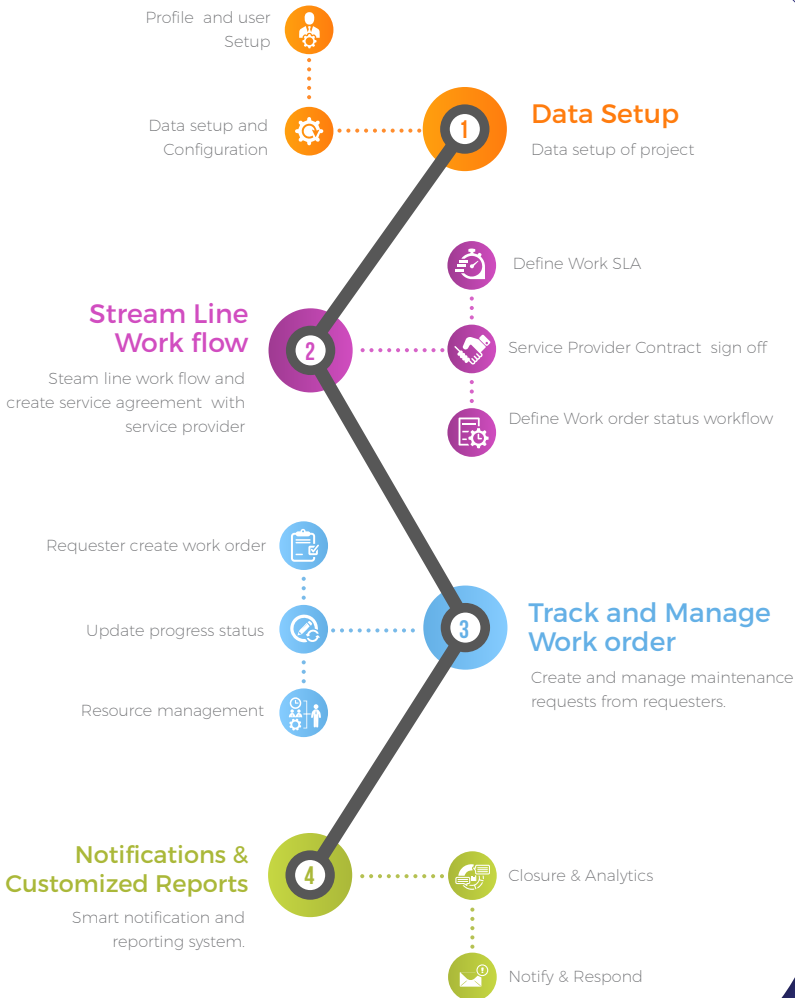 Profile and user
Setup
Data setup and
Configuration
1
Data Setup
Data setup of project
Define Work SLA
Stream Line
Work flow
2
Steam line work flow and
create service agreement with
service provider
Service Provider Contract sign off
Define Work order status workflow
Requester create work order
Update progress status
Resource management
3
Track and Manage
Work order
Create and manage maintenance
requests from requesters.
Notifications &
Customized Reports
4
Smart notification and
reporting system.
Closure & Analytics
Notify & Respond